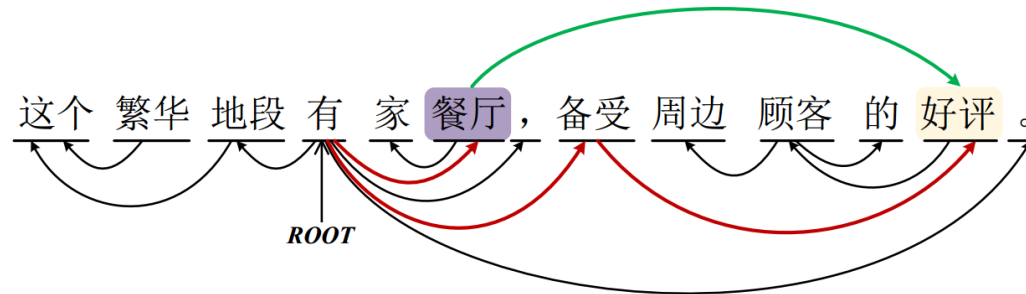 这个 繁华 地段 有 家 餐厅 , 备受 周边 顾客 的 好评 。
ROOT